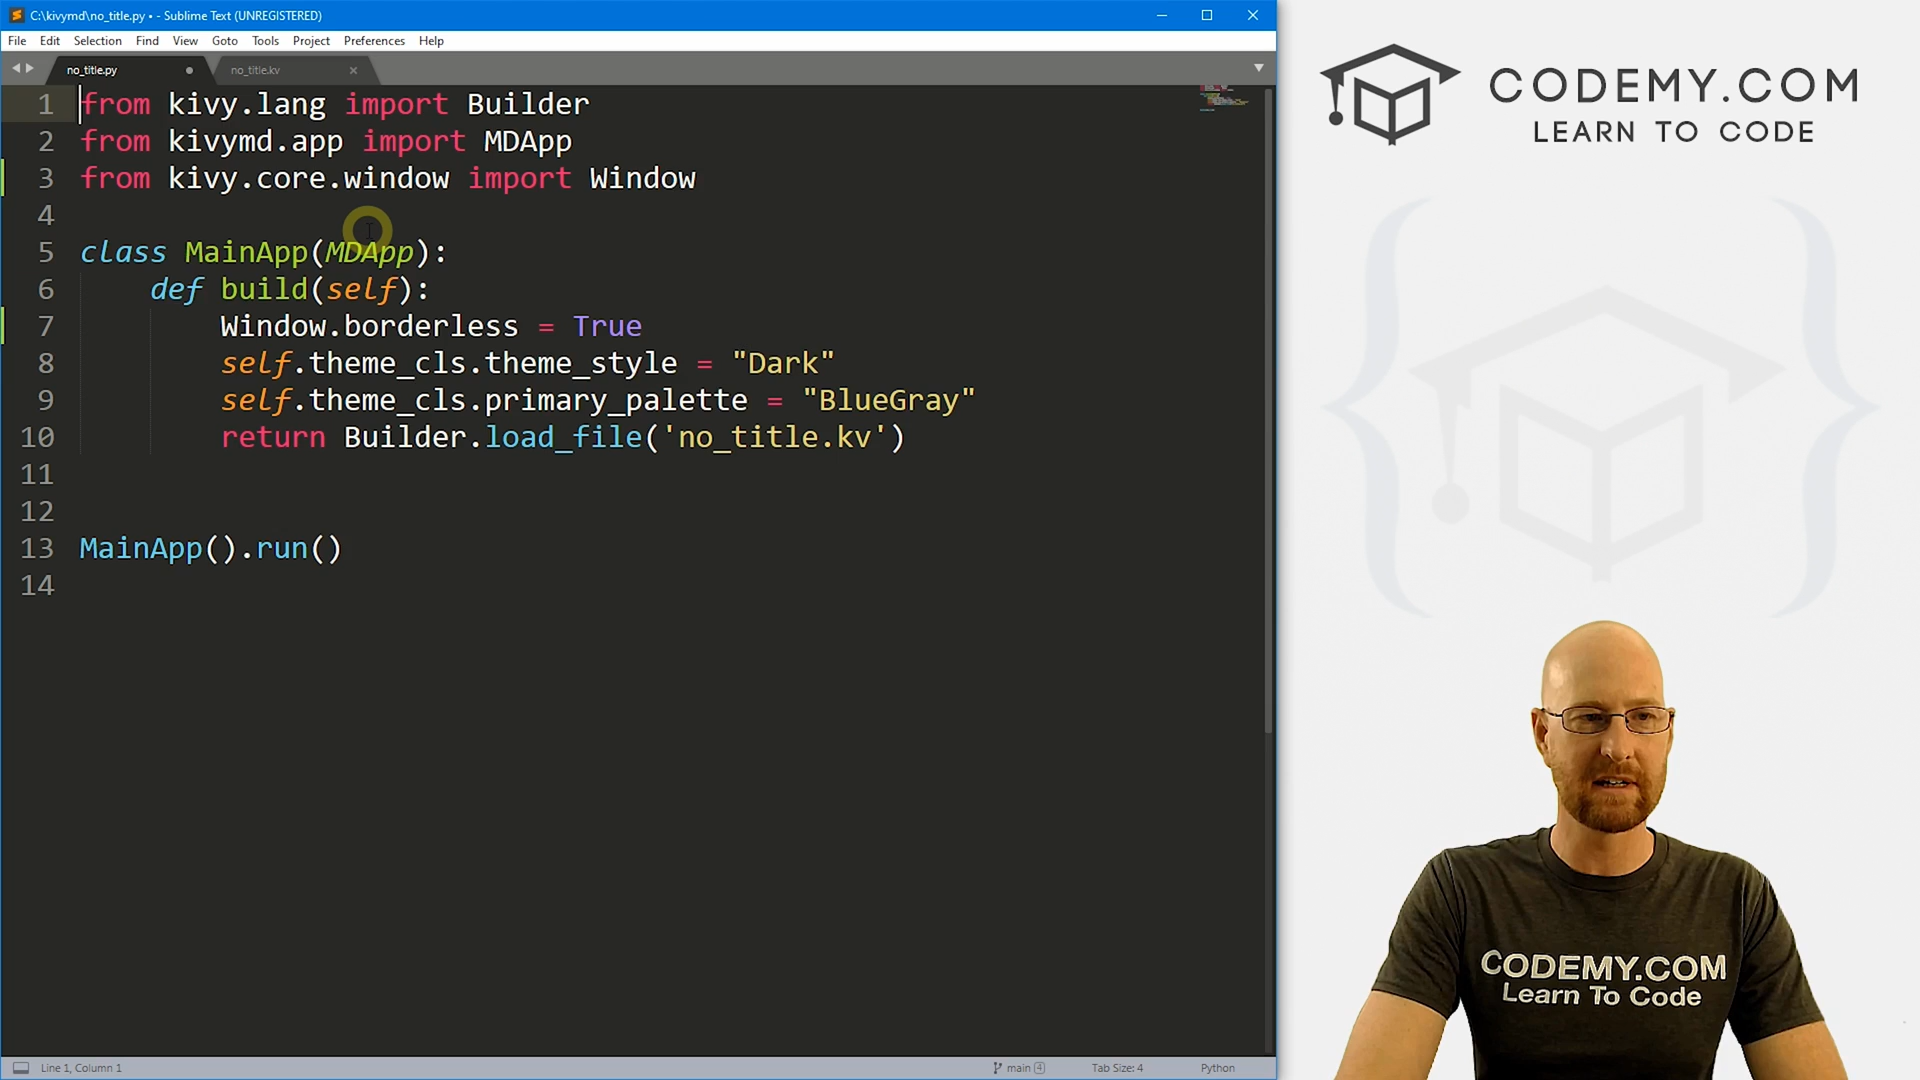 C:\kivymd\no_title.py • - Sublime Text (UNREGISTERED)
File Edit Selection Find View Goto Tools Project Preferences Help
no_title.py no_title.kv
1 from kivy.lang import Builder
2 from kivymd.app import MDApp
3 from kivy.core.window import Window
4
5 class MainApp(MDApp):
6 def build(self):
7 Window.borderless = True
8 self.theme_cls.theme_style = "Dark"
9 self.theme_cls.primary_palette = "BlueGray"
10 return Builder.load_file('no_title.kv')
11
12
13 MainApp().run()
14
Line 1, Column 1 main 4 Tab Size: 4 Python
CODEMY.COM
LEARN TO CODE
CODEMY.COM
Learn To Code